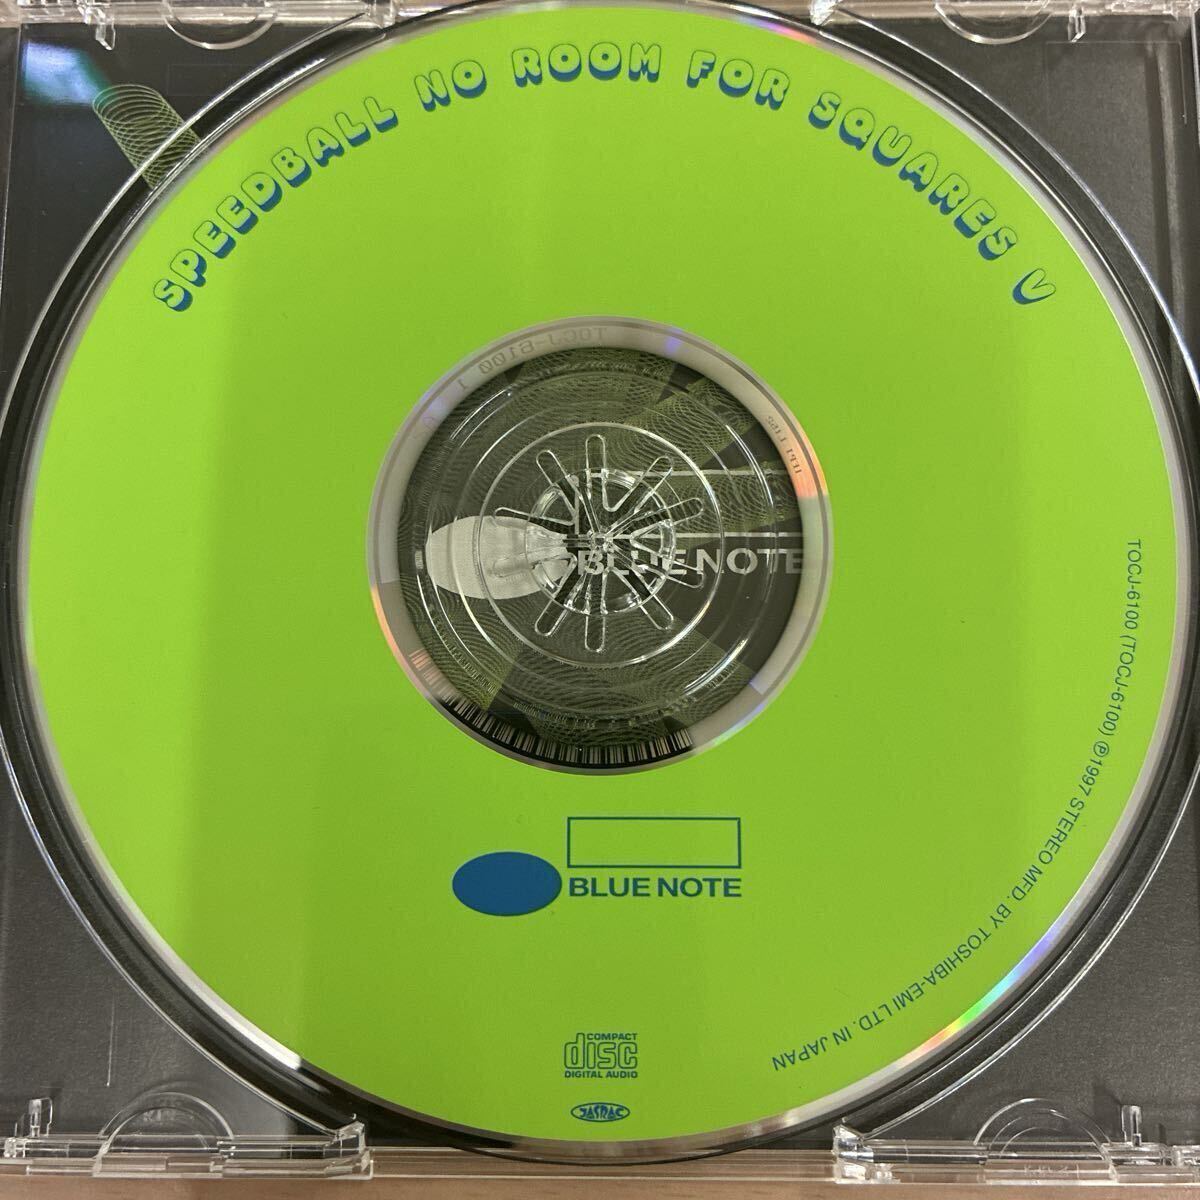 SPEEDBALL NO ROOM FOR SQUARES V
TOCJ-6100 1
BLUE NOTE
TOCJ-6100 (TOCJ-6100) ℗1997 STEREO MFD. BY TOSHIBA-EMI LTD. IN JAPAN
BLUE NOTE
COMPACT
disc
DIGITAL AUDIO
JASRAC